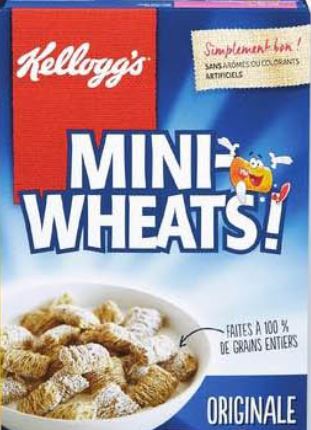 Kellogg's
Simplement bon !
SANS ARÔMES OU COLORANTS
ARTIFICIELS
MINI-
WHEATS!
FAITES À 100 %
DE GRAINS ENTIERS
ORIGINALE